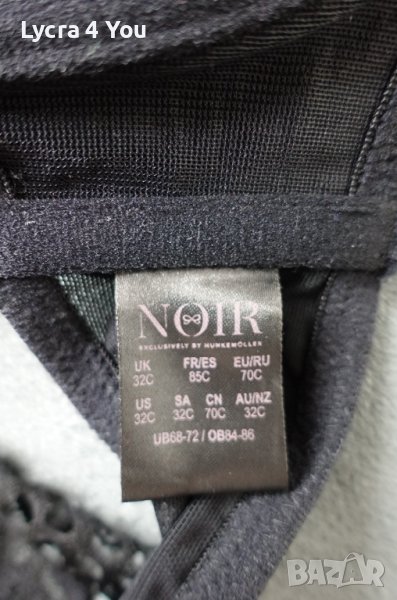 Lycra 4 You
NOIR
EXCLUSIVELY BY HUNKEMÖLLER
UK FR/ES EU/RU
32C 85C 70C
US SA CN AU/NZ
32C 32C 70C 32C
UB68-72 / OB84-86
BAZAR